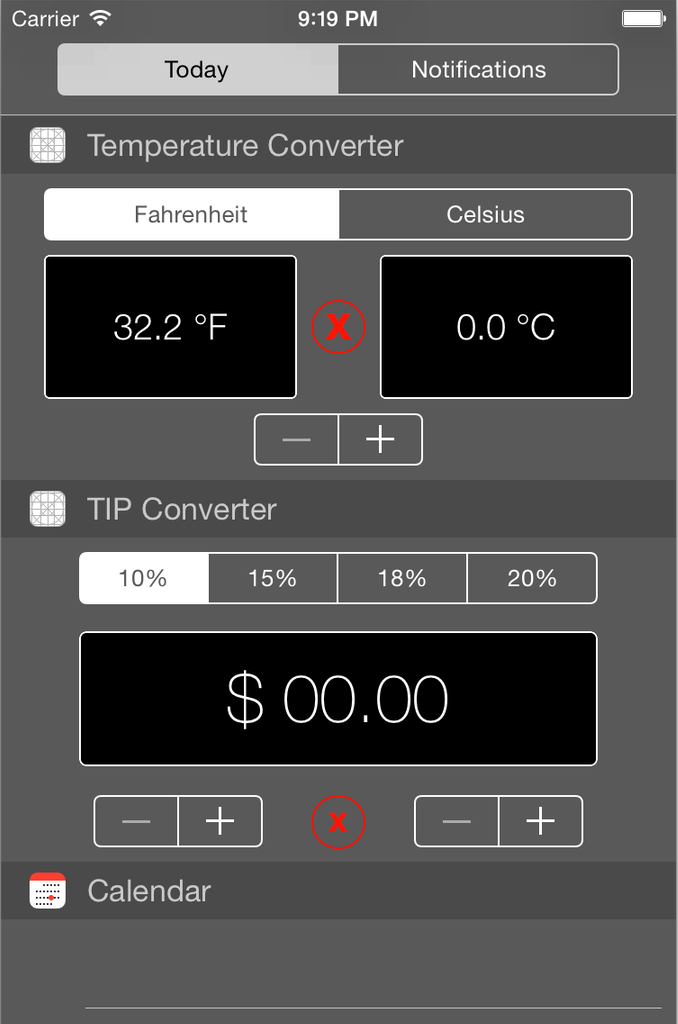 Carrier 9:19 PM
Today Notifications
Temperature Converter
Fahrenheit Celsius
32.2 °F X 0.0 °C
TIP Converter
10% 15% 18% 20%
$ 00.00
x
Calendar